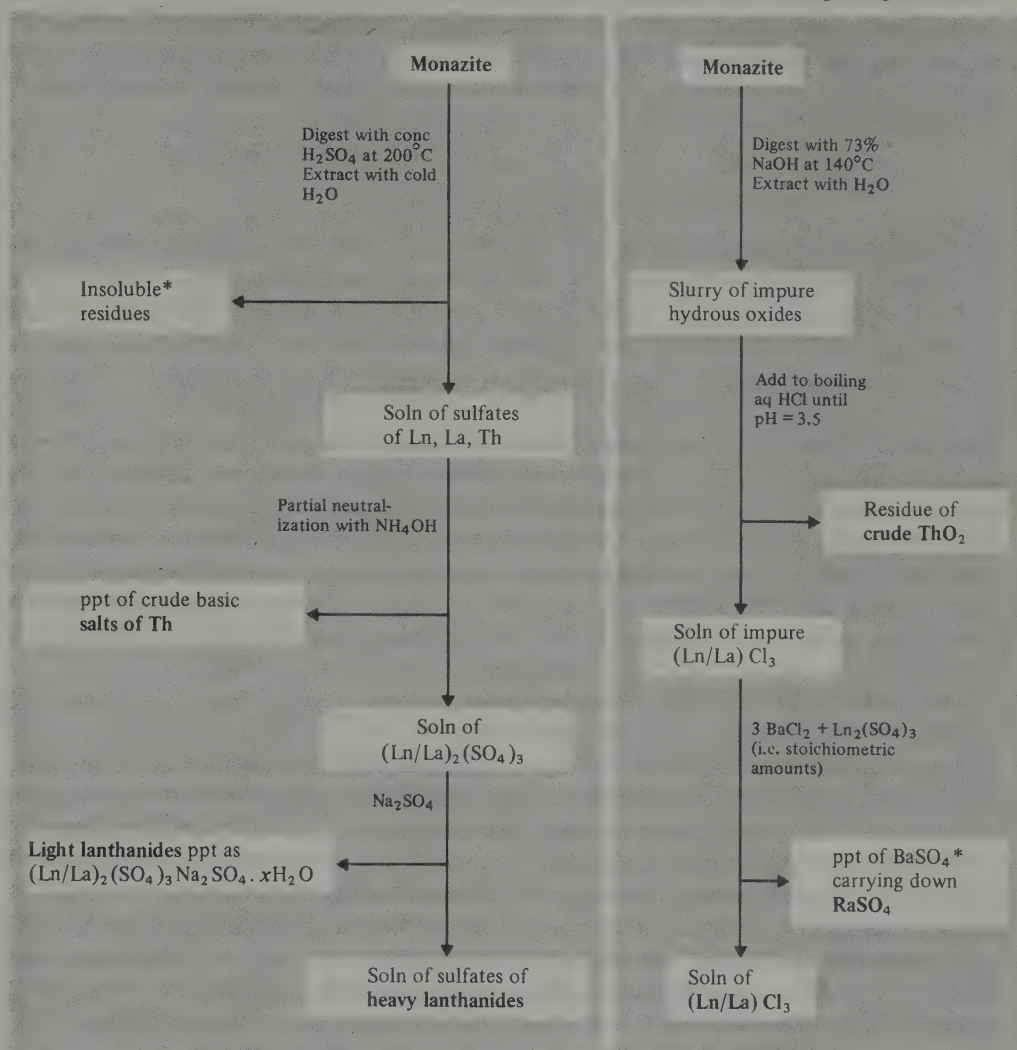 Monazite
Digest with conc
H₂SO₄ at 200°C
Extract with cold
H₂O
Insoluble*
residues
Soln of sulfates
of Ln, La, Th
Partial neutral-
ization with NH₄OH
ppt of crude basic
salts of Th
Soln of
(Ln/La)₂(SO₄)₃
Na₂SO₄
Light lanthanides ppt as
(Ln/La)₂(SO₄)₃Na₂SO₄.xH₂O
Soln of sulfates of
heavy lanthanides
Monazite
Digest with 73%
NaOH at 140°C
Extract with H₂O
Slurry of impure
hydrous oxides
Add to boiling
aq HCl until
pH = 3.5
Residue of
crude ThO₂
Soln of impure
(Ln/La) Cl₃
3 BaCl₂ + Ln₂(SO₄)₃
(i.e. stoichiometric
amounts)
ppt of BaSO₄*
carrying down
RaSO₄
Soln of
(Ln/La) Cl₃